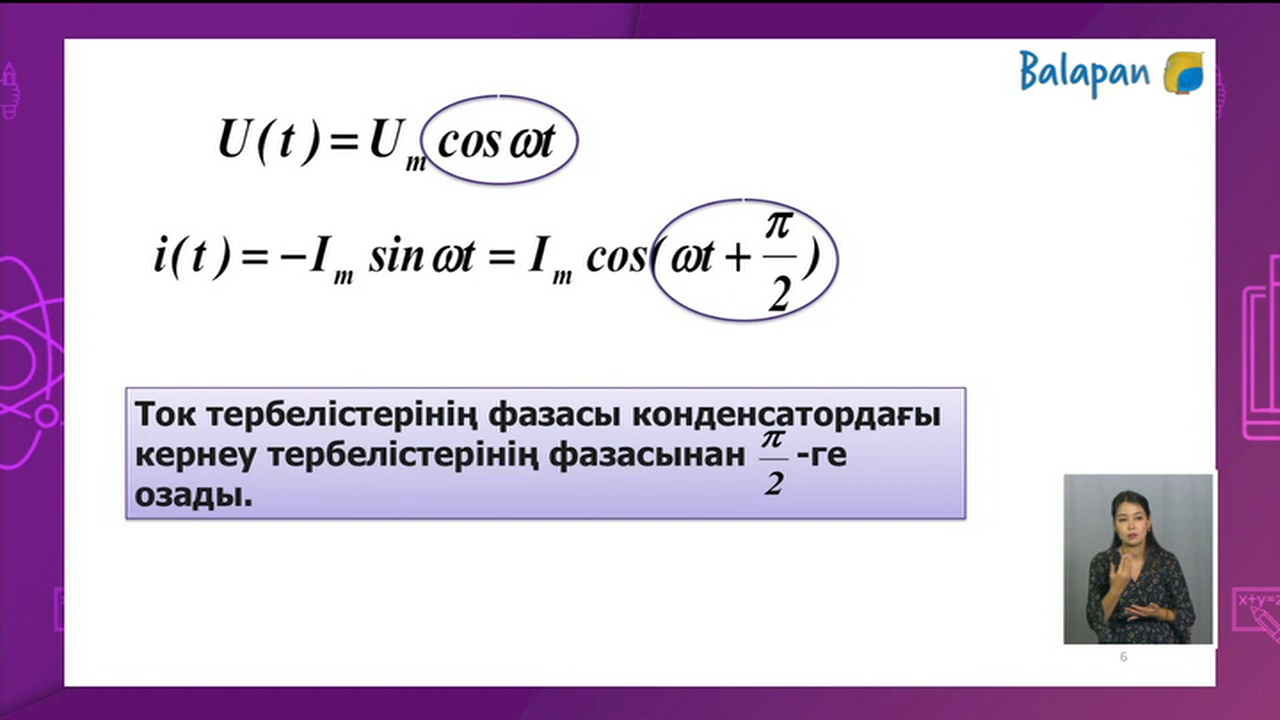 Balapan
U(t) = U_m cos ωt
i(t) = −I_m sin ωt = I_m cos(ωt + π/2)
Ток тербелістерінің фазасы конденсатордағы
кернеу тербелістерінің фазасынан π/2 -ге
озады.
x+y=
6